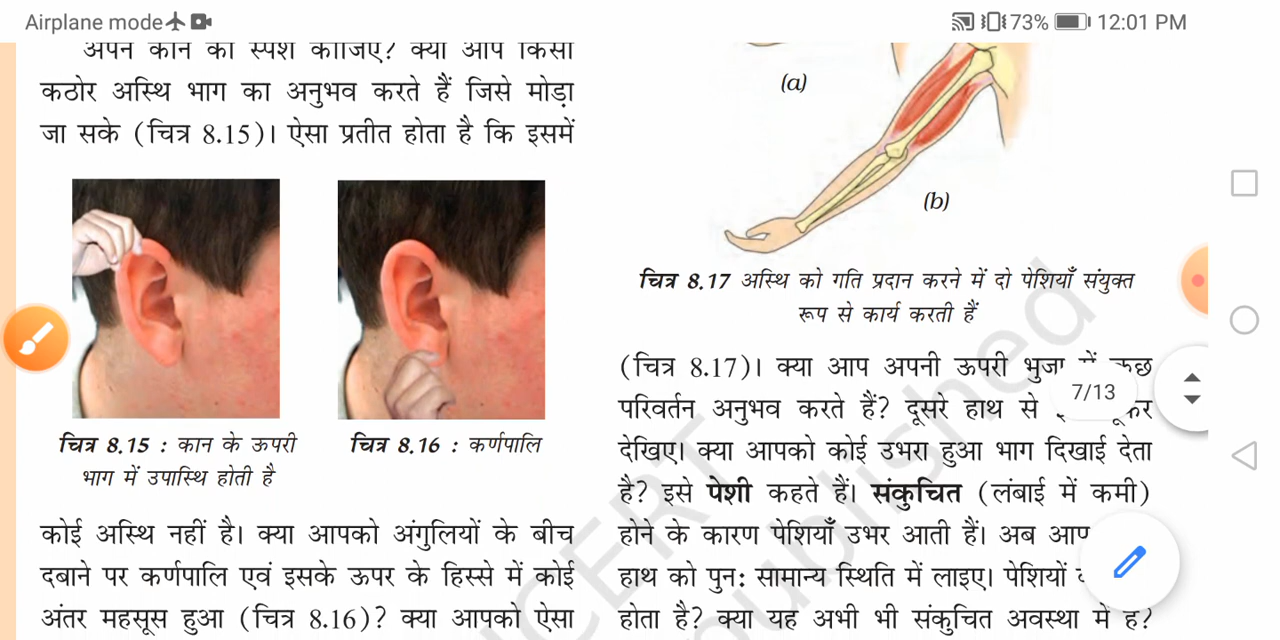 Airplane mode
73% 12:01 PM
अपने कान को स्पर्श कीजिए? क्या आप किसी
कठोर अस्थि भाग का अनुभव करते हैं जिसे मोड़ा
जा सके (चित्र 8.15)। ऐसा प्रतीत होता है कि इसमें
चित्र 8.15 : कान के ऊपरी
भाग में उपास्थि होती है
चित्र 8.16 : कर्णपालि
कोई अस्थि नहीं है। क्या आपको अंगुलियों के बीच
दबाने पर कर्णपालि एवं इसके ऊपर के हिस्से में कोई
अंतर महसूस हुआ (चित्र 8.16)? क्या आपको ऐसा
(a)
(b)
चित्र 8.17 अस्थि को गति प्रदान करने में दो पेशियाँ संयुक्त
रूप से कार्य करती हैं
(चित्र 8.17)। क्या आप अपनी ऊपरी भुजा में कुछ
परिवर्तन अनुभव करते हैं? दूसरे हाथ से
देखिए। क्या आपको कोई उभरा हुआ भाग दिखाई देता
है? इसे पेशी कहते हैं। संकुचित (लंबाई में कमी)
होने के कारण पेशियाँ उभर आती हैं। अब
हाथ को पुन: सामान्य स्थिति में लाइए। पेशियों
होता है? क्या यह अभी भी संकुचित अवस्था में है?
7/13
NCERT
published